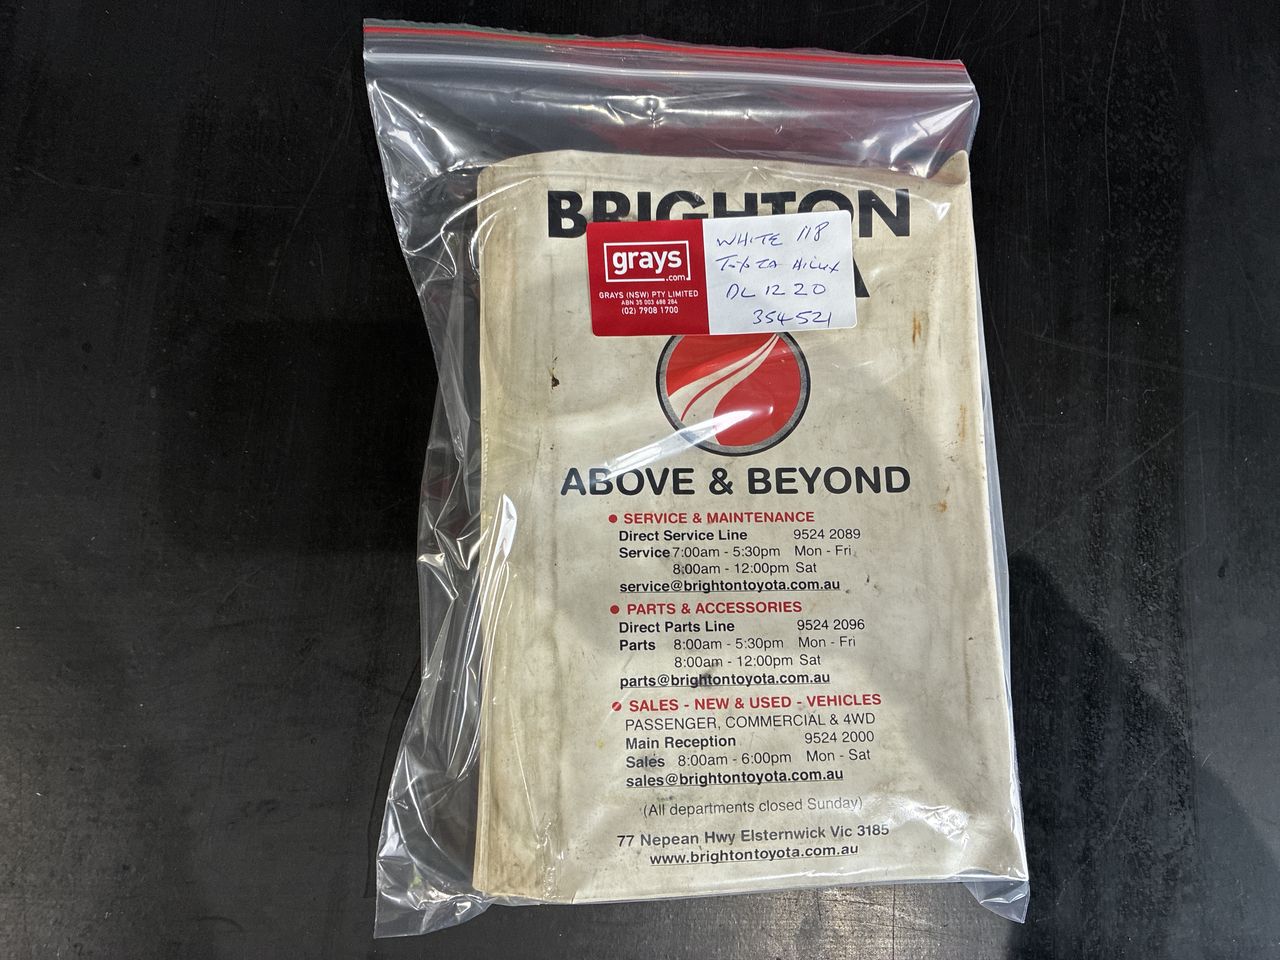 BRIGHTON
grays
.com
GRAYS (NSW) PTY LIMITED
ABN 35 003 688 284
(02) 7908 1700
WHITE 118
Toyota Hilux
DL 12 20
354521
ABOVE & BEYOND
SERVICE & MAINTENANCE
Direct Service Line 9524 2089
Service 7:00am - 5:30pm Mon - Fri
8:00am - 12:00pm Sat
service@brightontoyota.com.au
PARTS & ACCESSORIES
Direct Parts Line 9524 2096
Parts 8:00am - 5:30pm Mon - Fri
8:00am - 12:00pm Sat
parts@brightontoyota.com.au
SALES - NEW & USED - VEHICLES
PASSENGER, COMMERCIAL & 4WD
Main Reception 9524 2000
Sales 8:00am - 6:00pm Mon - Sat
sales@brightontoyota.com.au
(All departments closed Sunday)
77 Nepean Hwy Elsternwick Vic 3185
www.brightontoyota.com.au